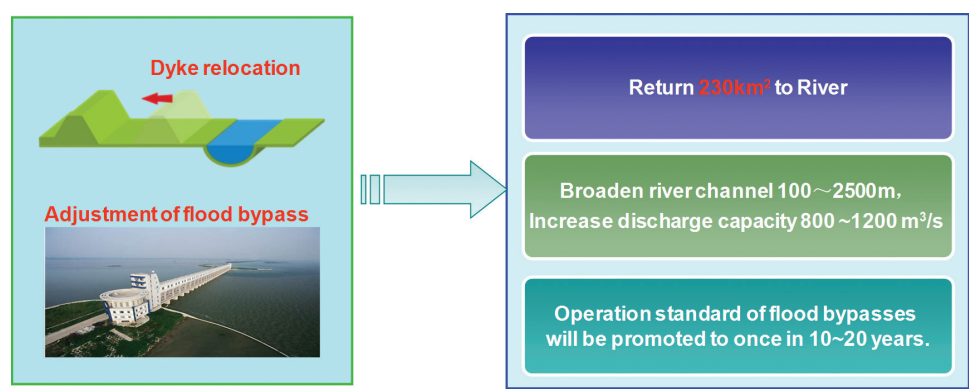 Dyke relocation
Adjustment of flood bypass
Return 230km² to River
Broaden river channel 100～2500m,
Increase discharge capacity 800 ~1200 m³/s
Operation standard of flood bypasses
will be promoted to once in 10~20 years.